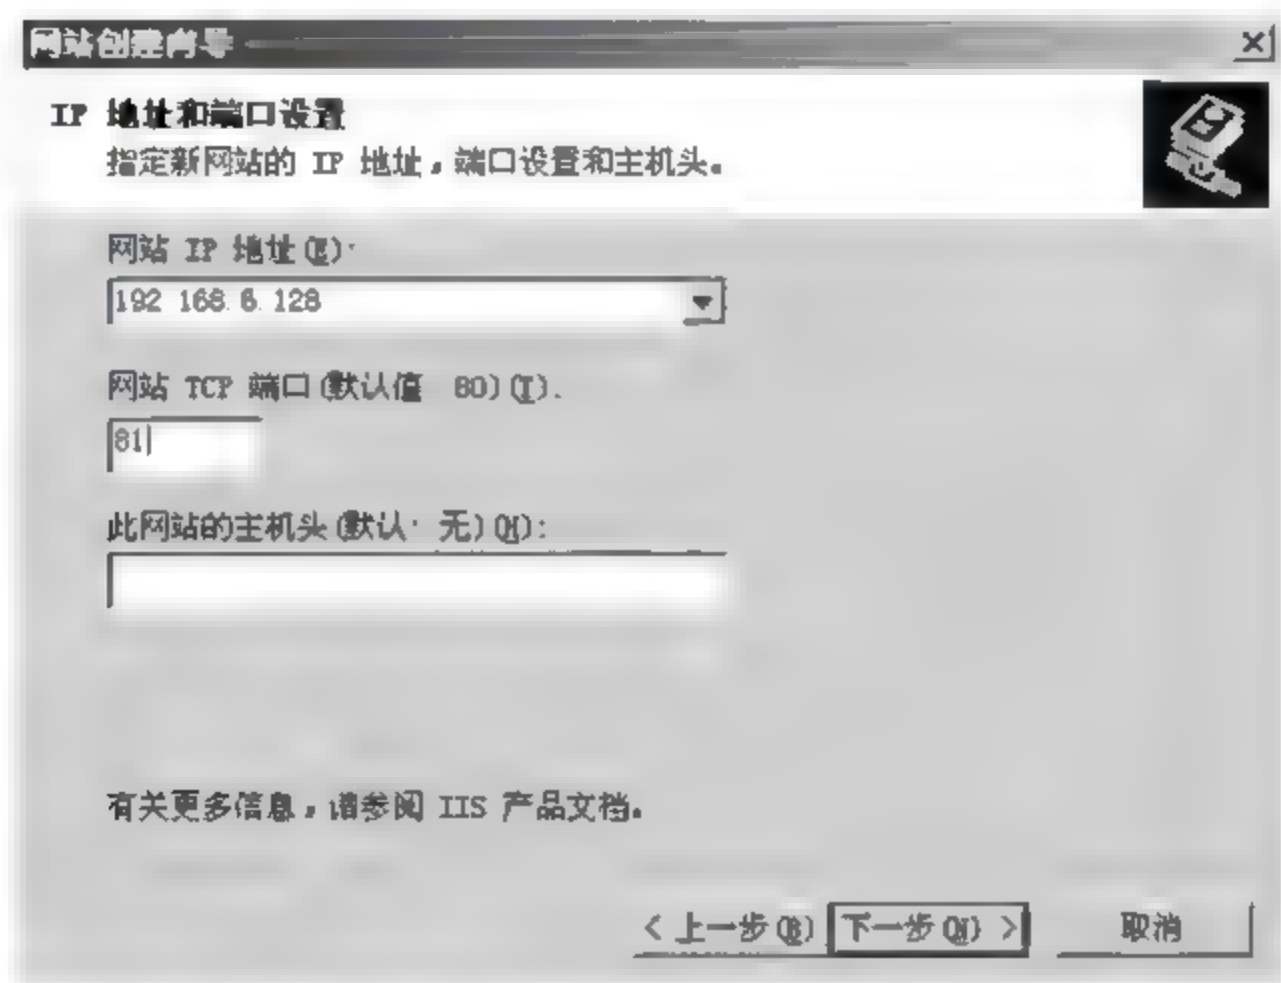 网站创建向导
IP 地址和端口设置
指定新网站的 IP 地址，端口设置和主机头。
网站 IP 地址(E):
192.168.6.128
网站 TCP 端口(默认值: 80)(T):
81
此网站的主机头(默认: 无)(H):
有关更多信息，请参阅 IIS 产品文档。
< 上一步(B) 下一步(N) > 取消